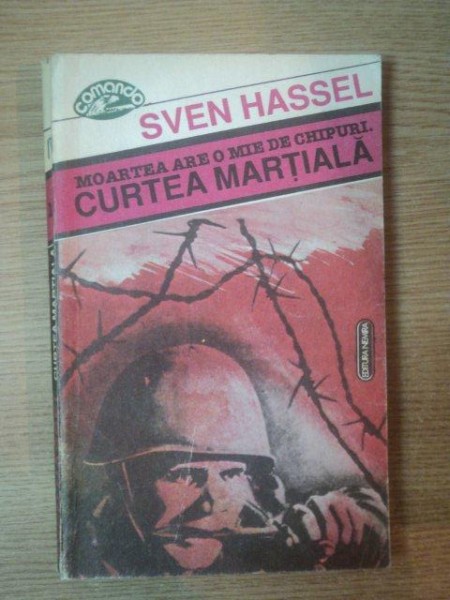 comando
SVEN HASSEL
MOARTEA ARE O MIE DE CHIPURI.
CURTEA MARȚIALĂ
EDITURA NEMIRA
CURTEA MARȚIALĂ